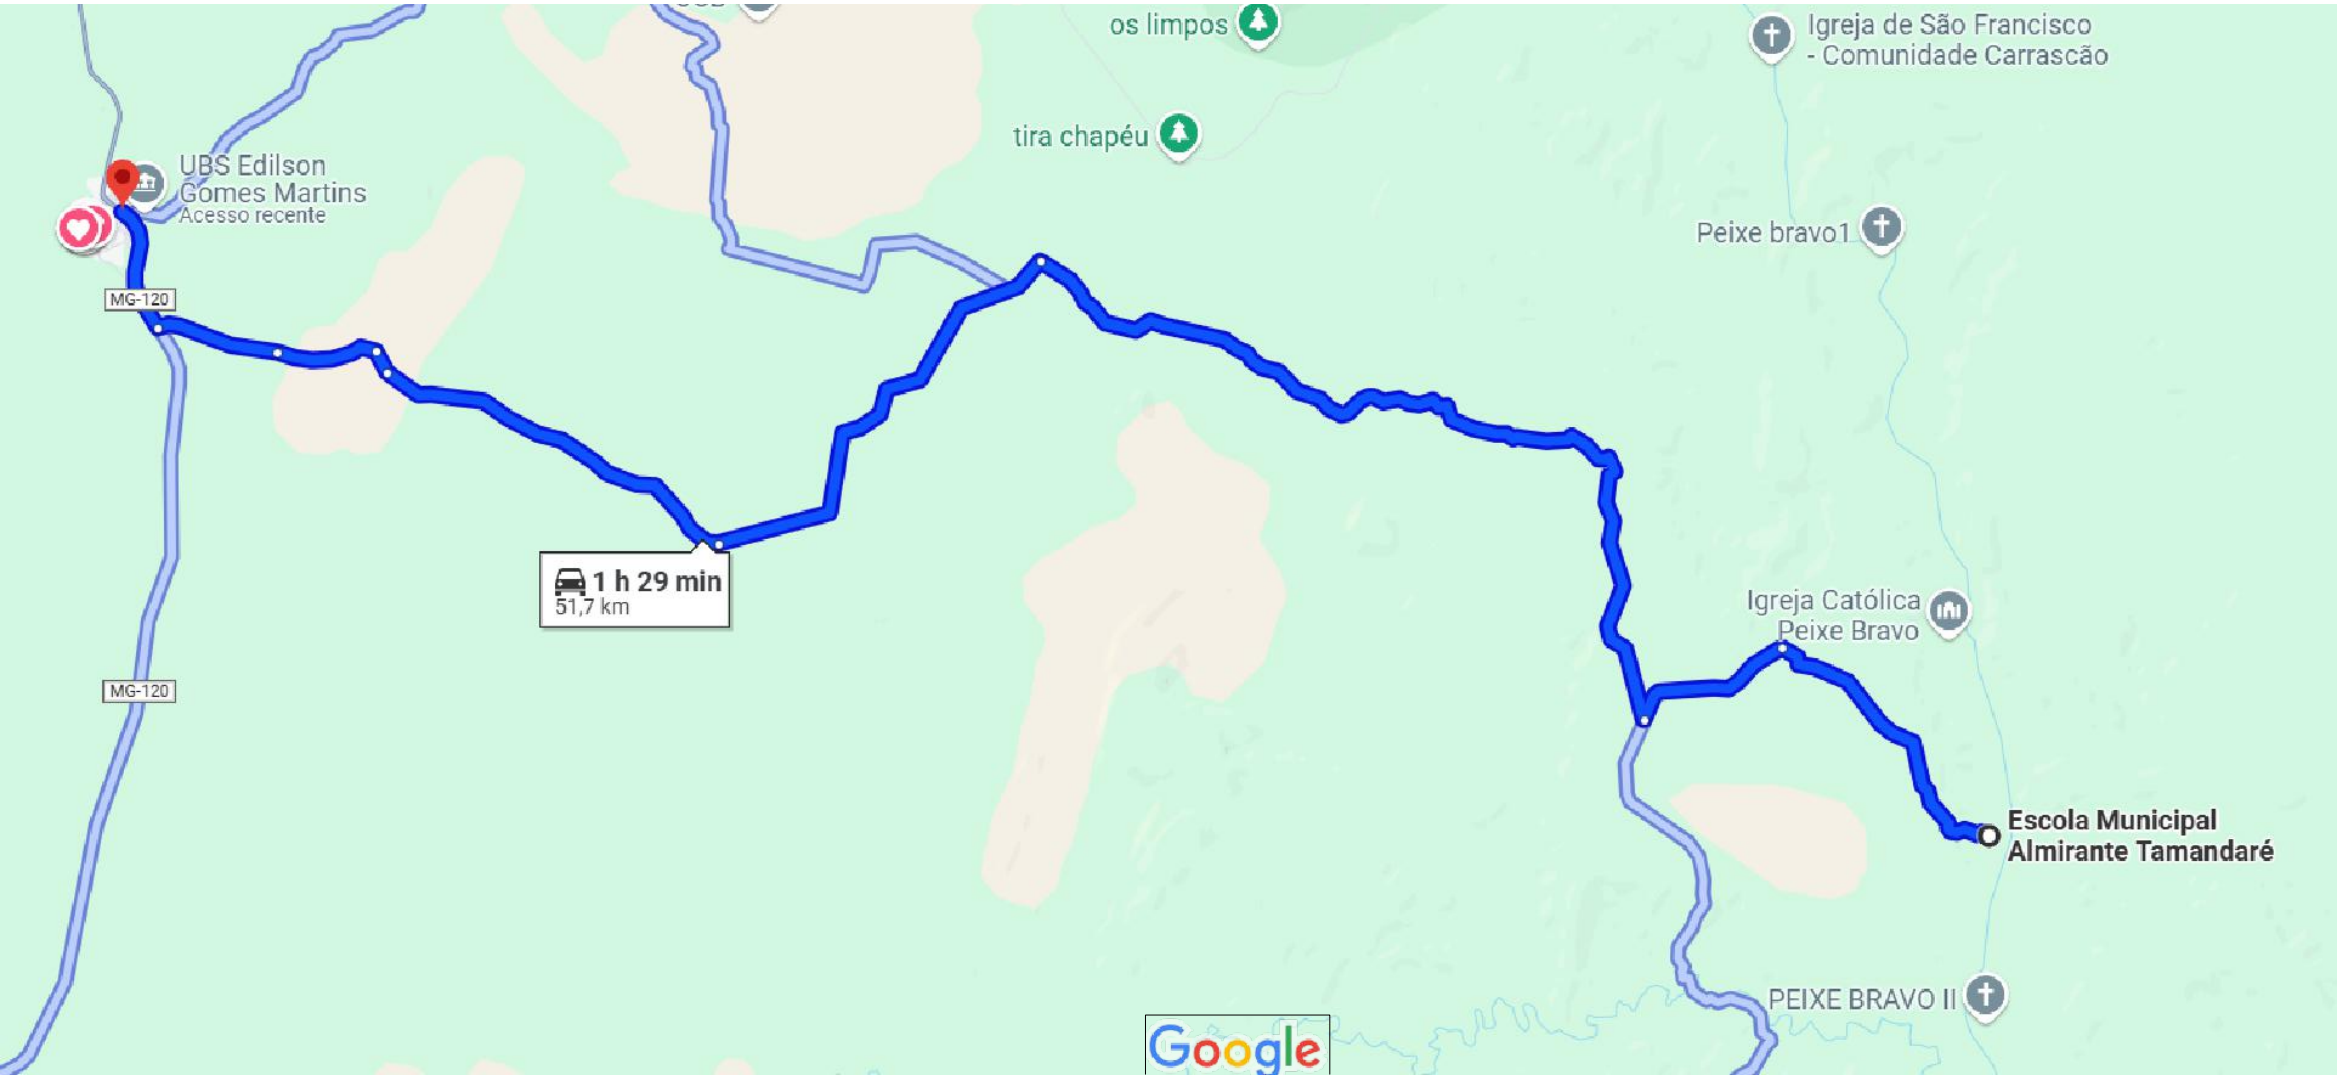 os limpos
Igreja de São Francisco
- Comunidade Carrascão
tira chapéu
UBS Edilson
Gomes Martins
Acesso recente
Peixe bravo1
MG-120
1 h 29 min
51,7 km
Igreja Católica
Peixe Bravo
MG-120
Escola Municipal
Almirante Tamandaré
PEIXE BRAVO II
Google